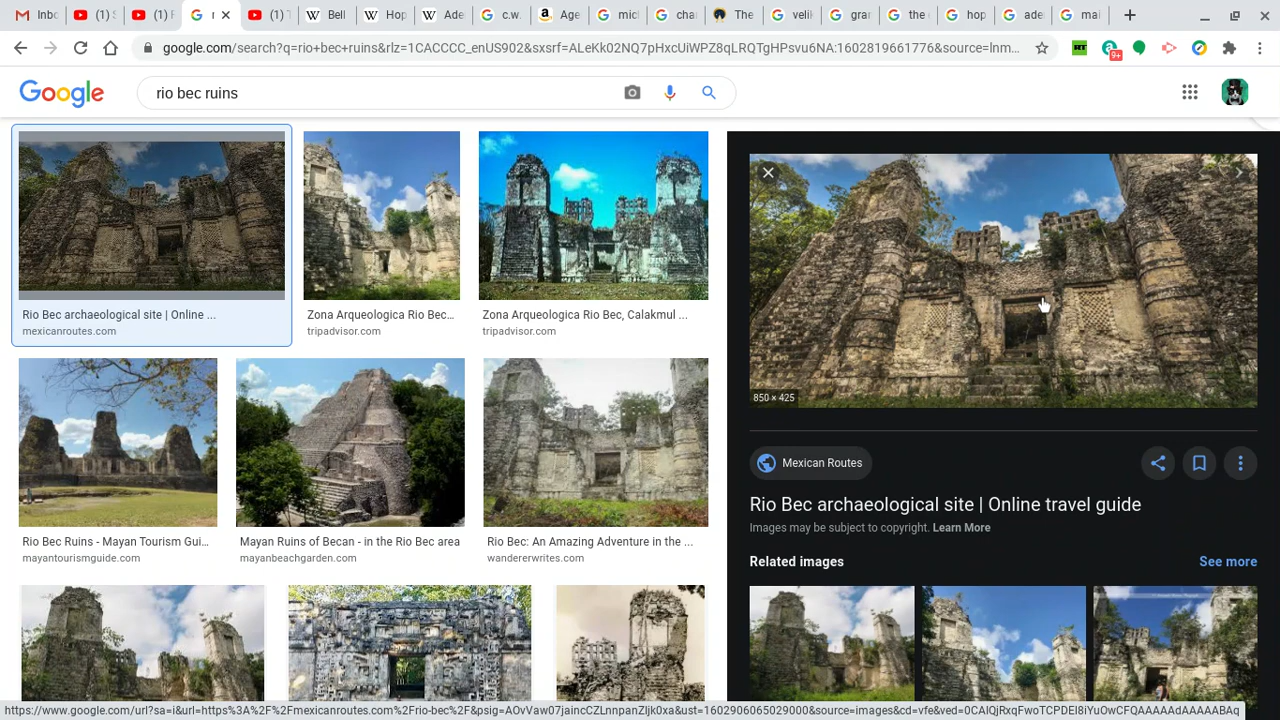 Inbo
(1) S
(1) F
r
(1) T
Bell
Hop
Ade
c.w.
Age
micl
cha
The
veli
grar
the
hop
ade
mai
google.com/search?q=rio+bec+ruins&rlz=1CACCCC_enUS902&sxsrf=ALeKk02NQ7pHxcUiWPZ8qLRQTgHPsvu6NA:1602819661776&source=lnm...
RT
9+
Google
rio bec ruins
Rio Bec archaeological site | Online ...
mexicanroutes.com
Zona Arqueologica Rio Bec...
tripadvisor.com
Zona Arqueologica Rio Bec, Calakmul ...
tripadvisor.com
850 × 425
Mexican Routes
Rio Bec archaeological site | Online travel guide
Images may be subject to copyright. Learn More
Rio Bec Ruins - Mayan Tourism Gui...
mayantourismguide.com
Mayan Ruins of Becan - in the Rio Bec area
mayanbeachgarden.com
Rio Bec: An Amazing Adventure in the ...
wandererwrites.com
Related images
See more
https://www.google.com/url?sa=i&url=https%3A%2F%2Fmexicanroutes.com%2Frio-bec%2F&psig=AOvVaw07jaincCZLnnpanZIjk0xa&ust=1602906065029000&source=images&cd=vfe&ved=0CAIQjRxqFwoTCPDEI8iYuOwCFQAAAAAdAAAAABAq